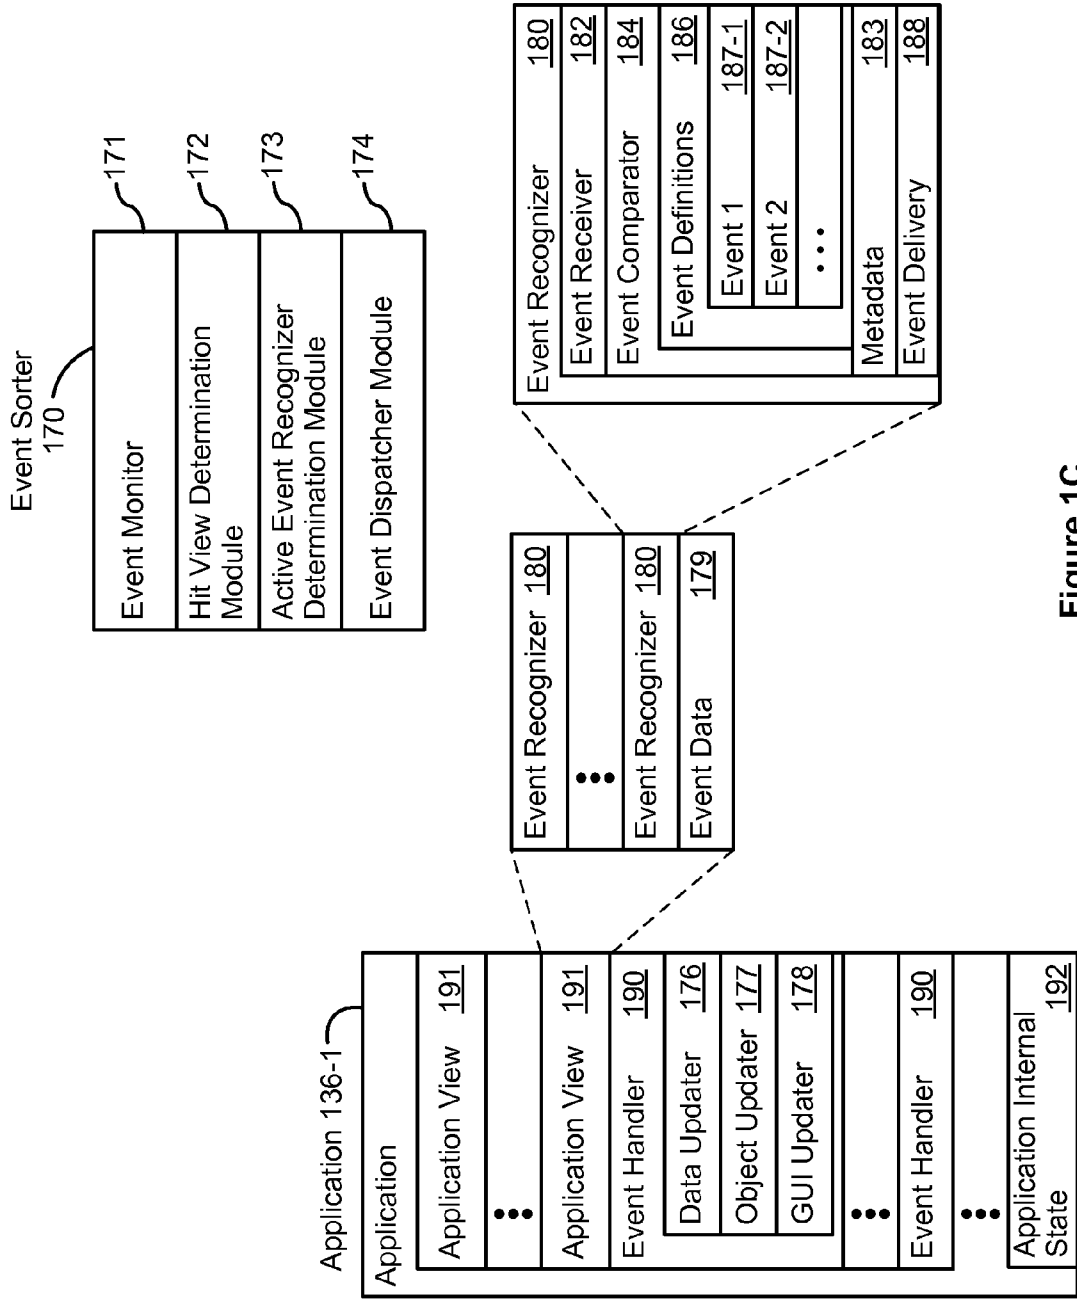 Event Sorter
170
Event Monitor
171
Hit View Determination
Module
172
Active Event Recognizer
Determination Module
173
Event Dispatcher Module
174
Application 136-1
Application
Application View 191
•••
Application View 191
Event Handler 190
Data Updater 176
Object Updater 177
GUI Updater 178
•••
Event Handler 190
•••
Application Internal
State 192
Event Recognizer 180
•••
Event Recognizer 180
Event Data 179
Event Recognizer 180
Event Receiver 182
Event Comparator 184
Event Definitions 186
Event 1 187-1
Event 2 187-2
• • •
Metadata 183
Event Delivery 188
Figure 1C